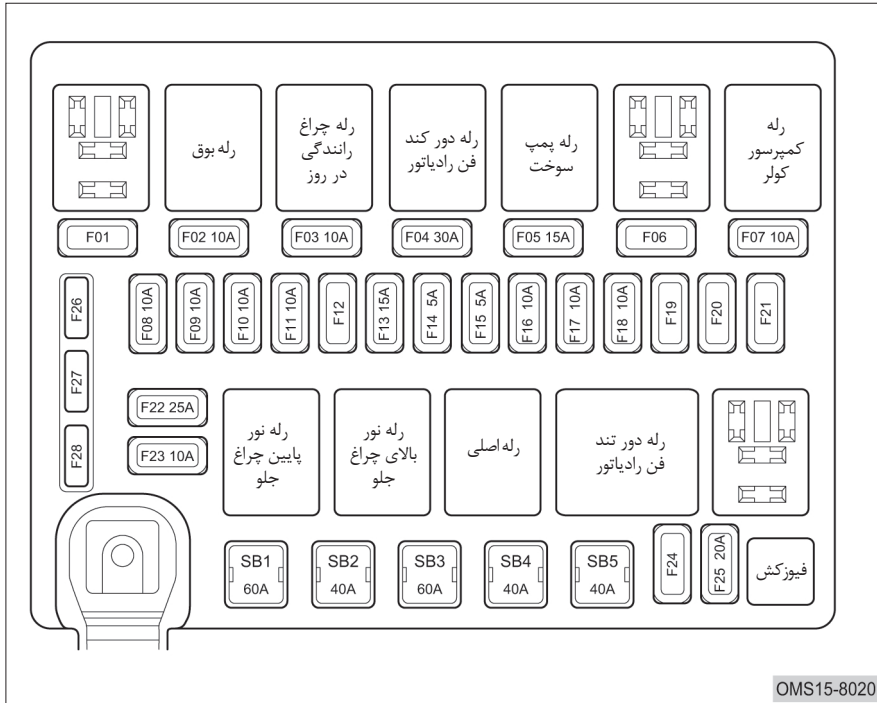 رله بوق
رله چراغ
رانندگی
در روز
رله دور کند
فن رادیاتور
رله پمپ
سوخت
رله
کمپرسور
کولر
F01
F02 10A
F03 10A
F04 30A
F05 15A
F06
F07 10A
F26
F27
F28
F08 10A
F09 10A
F10 10A
F11 10A
F12
F13 15A
F14 5A
F15 5A
F16 10A
F17 10A
F18 10A
F19
F20
F21
F22 25A
F23 10A
رله نور
پایین چراغ
جلو
رله نور
بالای چراغ
جلو
رله اصلی
رله دور تند
فن رادیاتور
SB1
60A
SB2
40A
SB3
60A
SB4
40A
SB5
40A
F24
F25 20A
فیوزکش
OMS15-8020